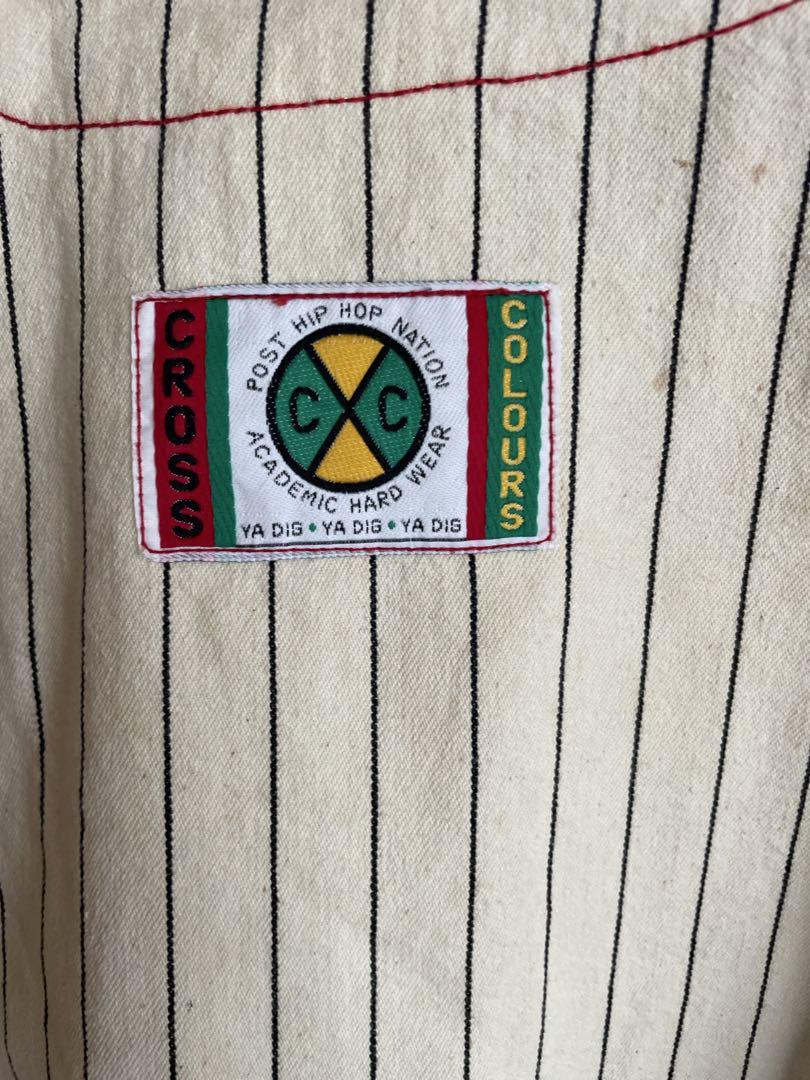 CROSS
POST HIP HOP NATION
C C
ACADEMIC HARD WEAR
YA DIG • YA DIG • YA DIG
COLOURS